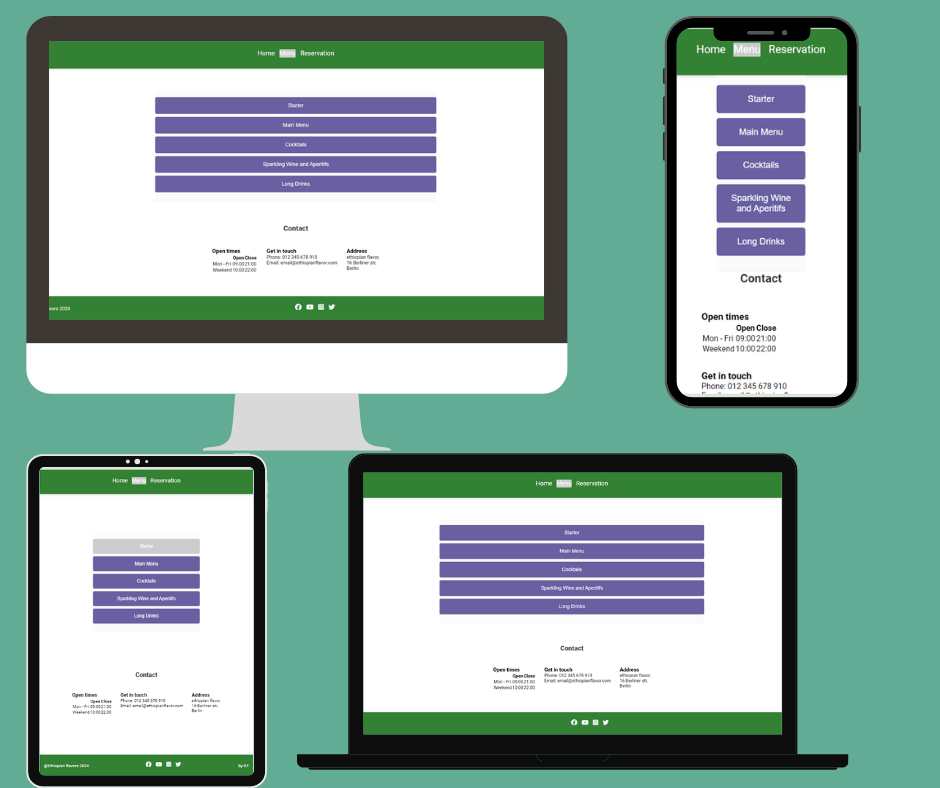 Home Menu Reservation
Starter
Main Menu
Cocktails
Sparkling Wine and Aperitifs
Long Drinks
Contact
Open times Get in touch Address
Open Close Phone: 012 345 678 910 ethiopian flavor,
Mon - Fri 09:00 21:00 Email: email@ethiopianflavor.com 16 Berliner str,
Weekend 10:00 22:00 Berlin
vors 2024
Home Menu Reservation
Starter
Main Menu
Cocktails
Sparkling Wine
and Aperitifs
Long Drinks
Contact
Open times
Open Close
Mon - Fri 09:00 21:00
Weekend 10:00 22:00
Get in touch
Phone: 012 345 678 910
Home Menu Reservation
Starter
Main Menu
Cocktails
Sparkling Wine and Aperitifs
Long Drinks
Contact
Open times Get in touch Address
Open Close Phone: 012 345 678 910 ethiopian flavor,
Mon - Fri 09:00 21:00 Email: email@ethiopianflavor.com 16 Berliner str,
Weekend 10:00 22:00 Berlin
@Ethiopian flavors 2024
Home Menu Reservation
Starter
Main Menu
Cocktails
Sparkling Wine and Aperitifs
Long Drinks
Contact
Open times Get in touch Address
Open Close Phone: 012 345 678 910 ethiopian flavor,
Mon - Fri 09:00 21:00 Email: email@ethiopianflavor.com 16 Berliner str,
Weekend 10:00 22:00 Berlin